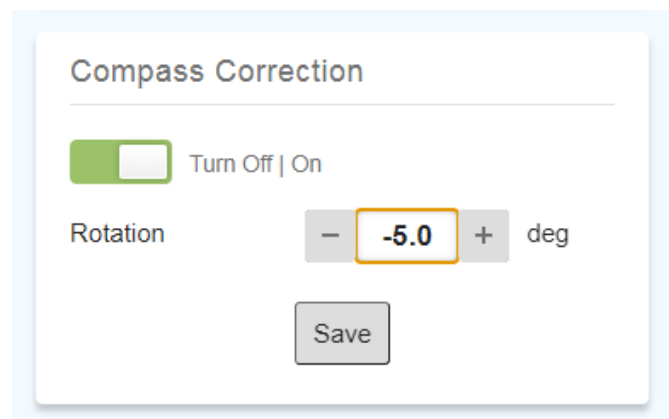 Compass Correction
Turn Off | On
Rotation − -5.0 + deg
Save